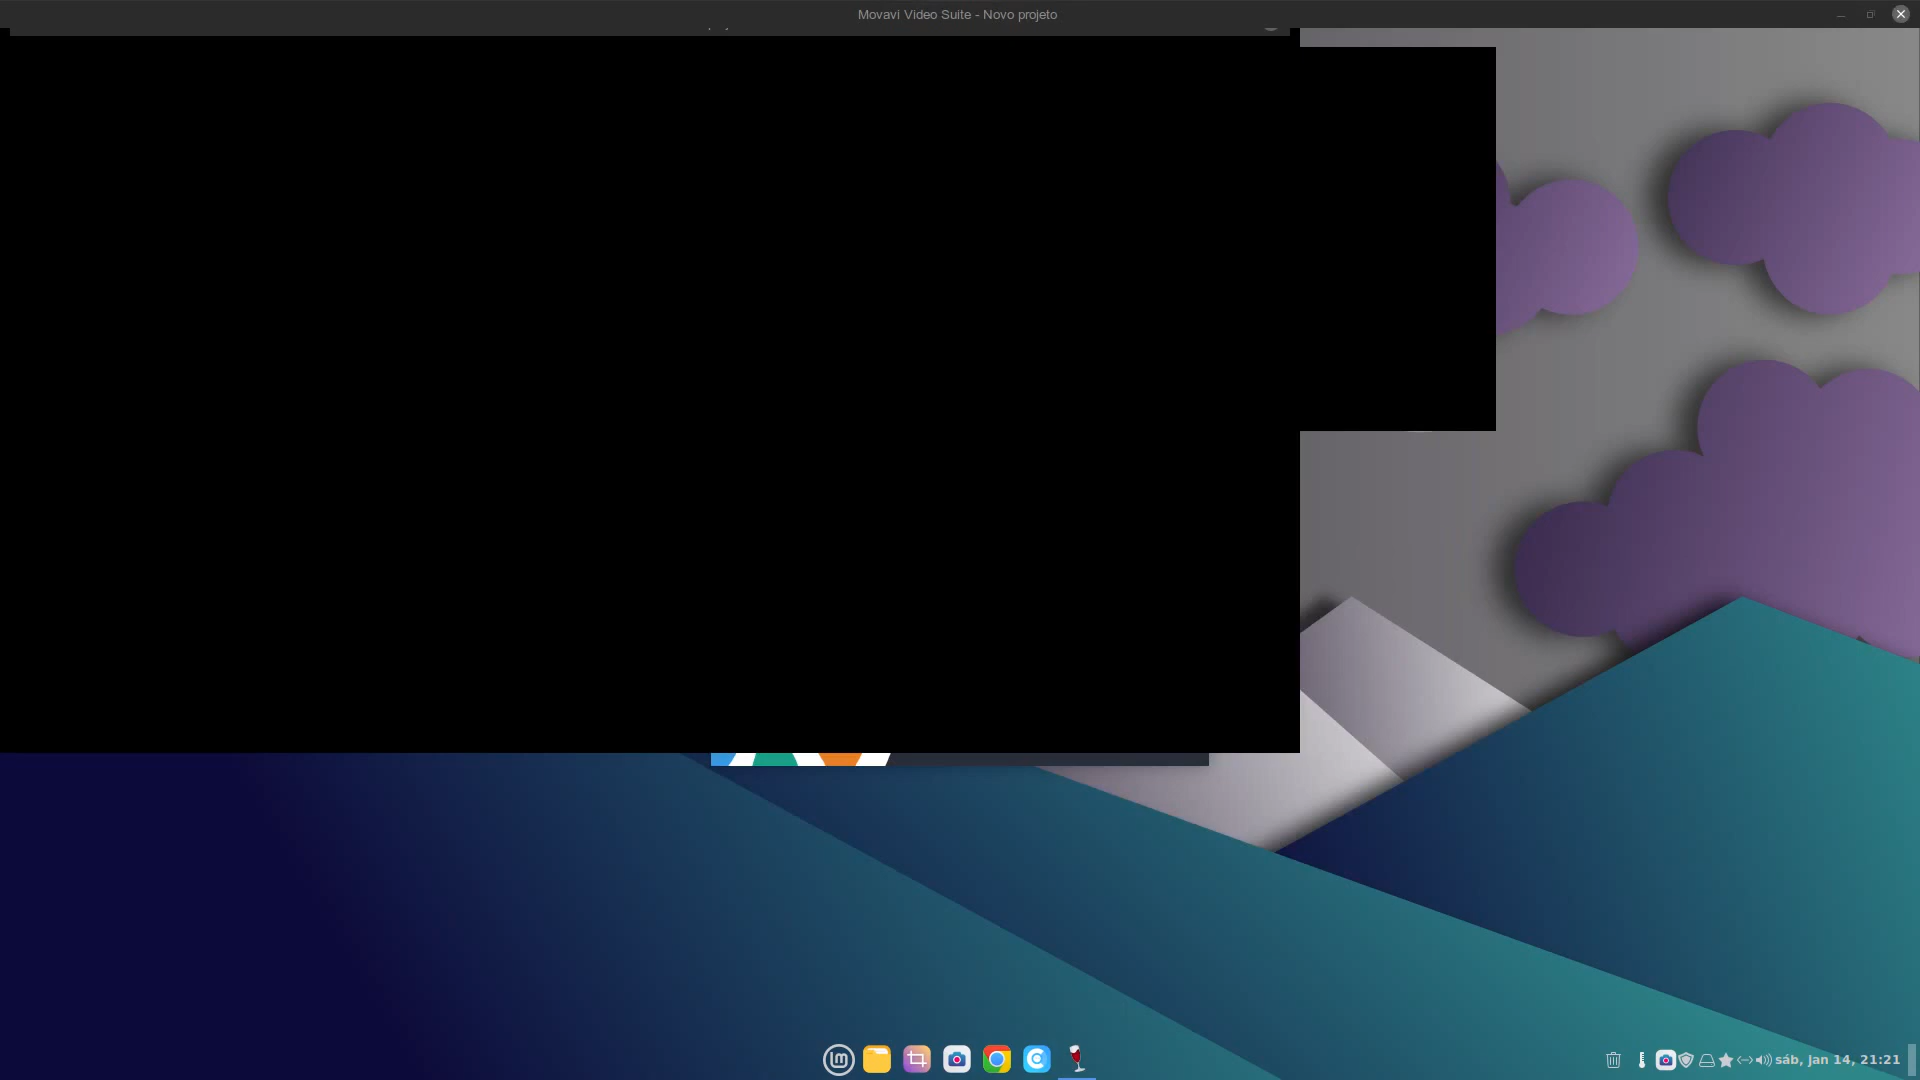 Movavi Video Suite - Novo projeto
sáb, jan 14, 21:21